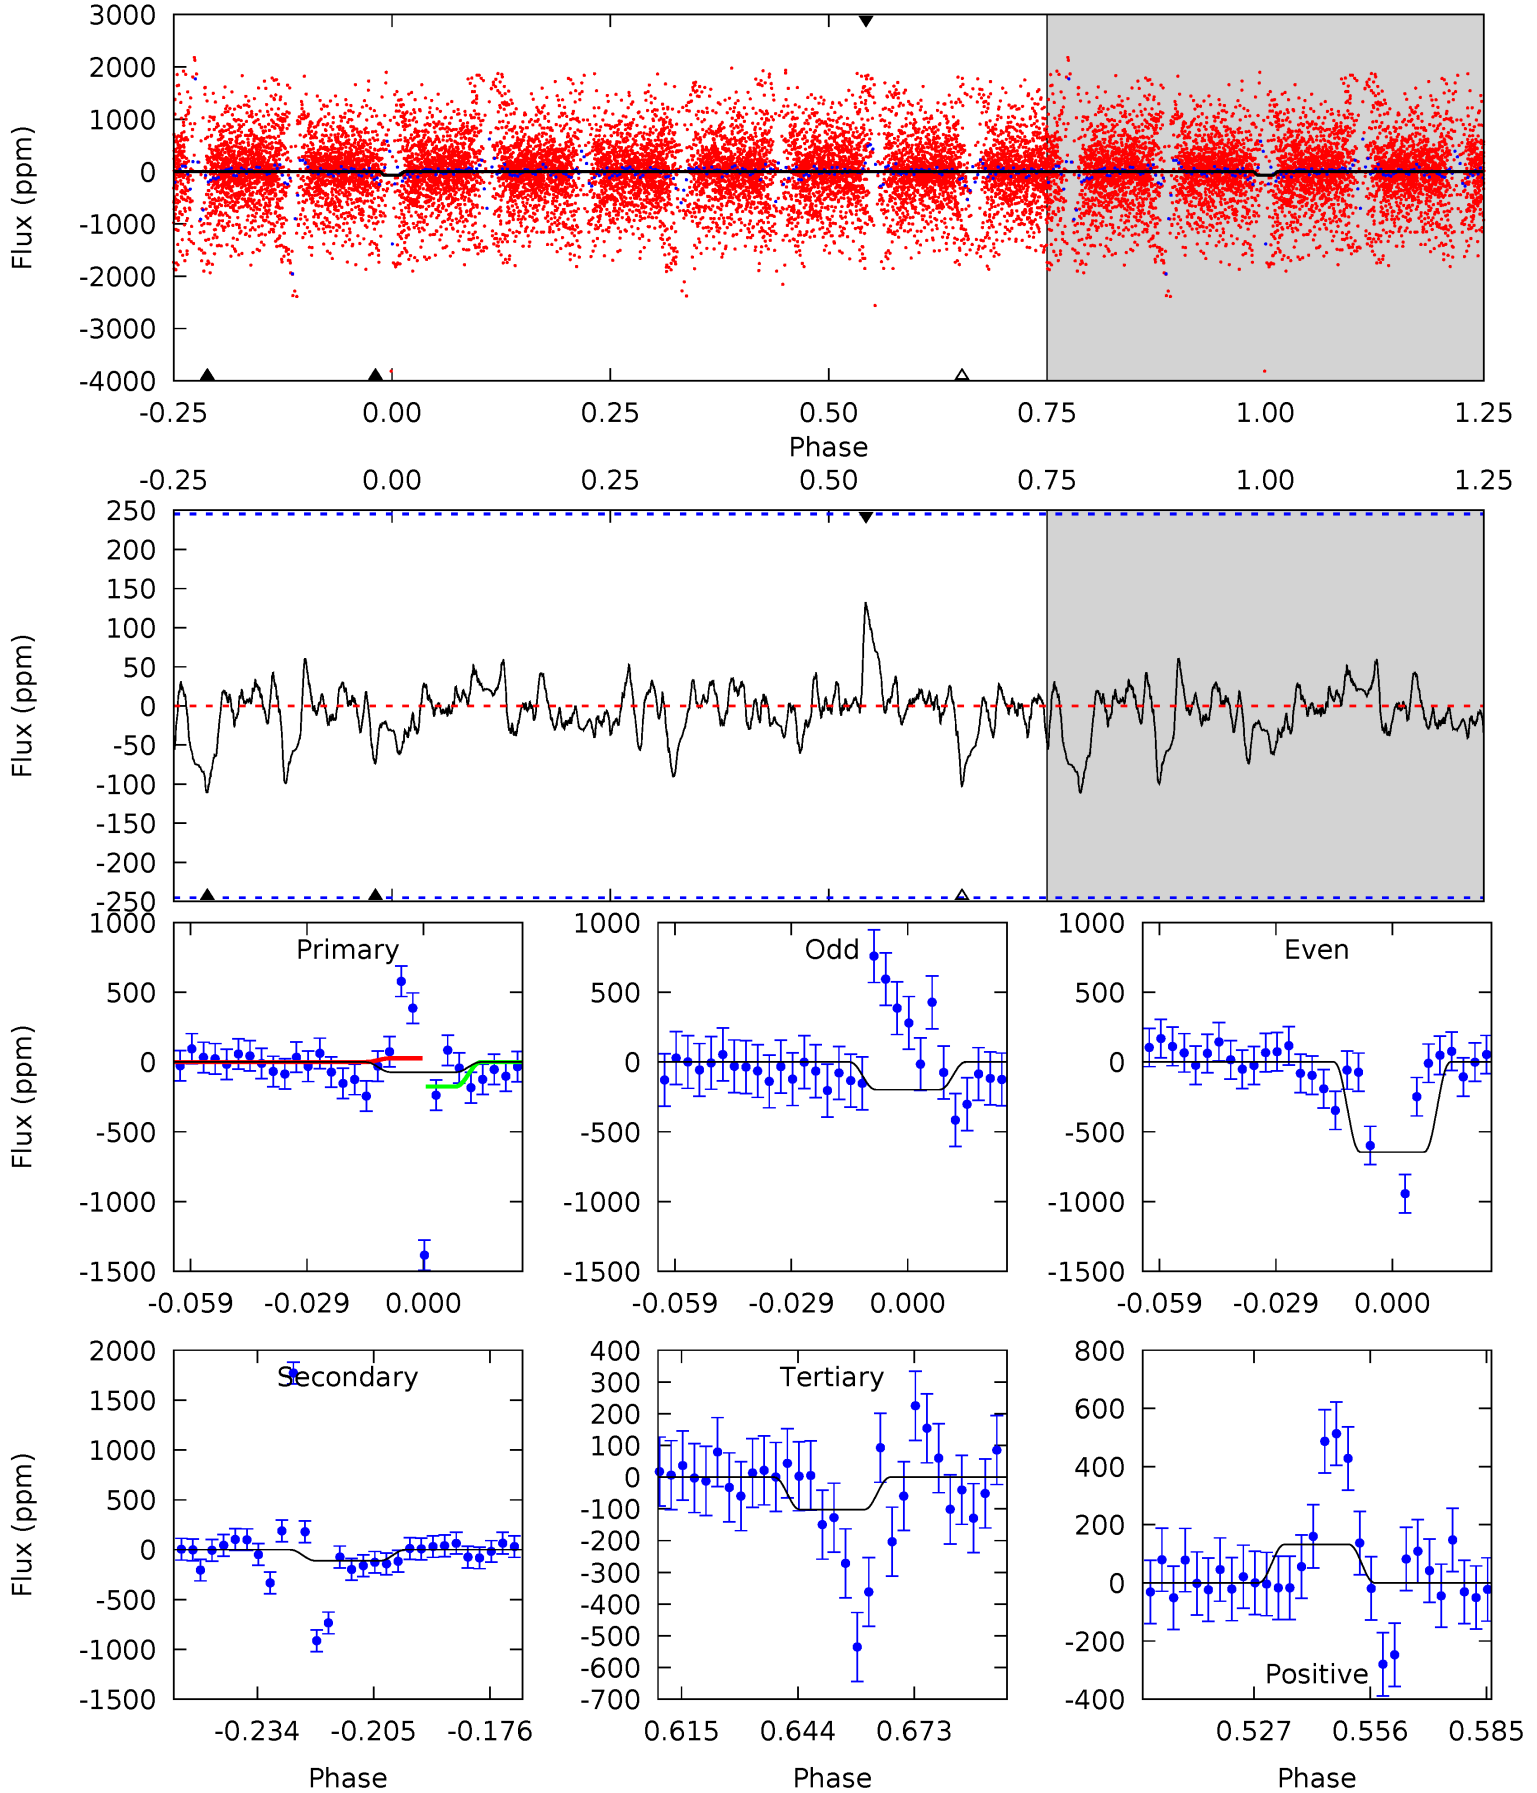 3000
2000
1000
0
-1000
-2000
-3000
-4000
Flux (ppm)
-0.25 0.00 0.25 0.50 0.75 1.00 1.25
Phase
-0.25 0.00 0.25 0.50 0.75 1.00 1.25
250
200
150
100
50
0
-50
-100
-150
-200
-250
Flux (ppm)
Primary
1000
500
0
-500
-1000
-1500
Flux (ppm)
-0.059 -0.029 0.000
Odd
1000
500
0
-500
-1000
-1500
-0.059 -0.029 0.000
Even
1000
500
0
-500
-1000
-1500
-0.059 -0.029 0.000
Secondary
2000
1500
1000
500
0
-500
-1000
-1500
Flux (ppm)
-0.234 -0.205 -0.176
Phase
Tertiary
400
300
200
100
0
-100
-200
-300
-400
-500
-600
-700
0.615 0.644 0.673
Phase
Positive
800
600
400
200
0
-200
-400
0.527 0.556 0.585
Phase